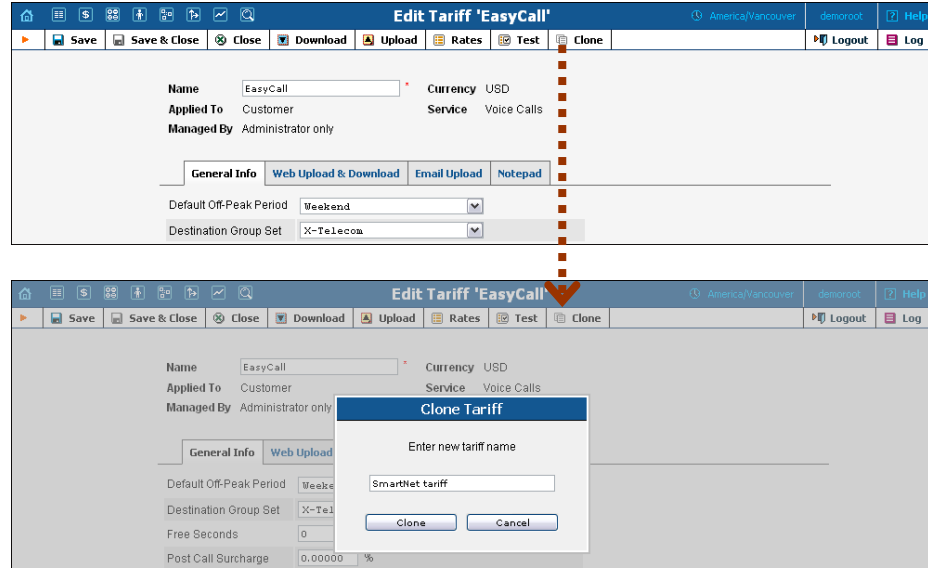 Edit Tariff 'EasyCall' America/Vancouver demoroot ? Help
Save Save & Close Close Download Upload Rates Test Clone Logout Log
Name EasyCall * Currency USD
Applied To Customer Service Voice Calls
Managed By Administrator only
General Info Web Upload & Download Email Upload Notepad
Default Off-Peak Period Weekend
Destination Group Set X-Telecom
Edit Tariff 'EasyCall' America/Vancouver demoroot ? Help
Save Save & Close Close Download Upload Rates Test Clone Logout Log
Name EasyCall * Currency USD
Applied To Customer Service Voice Calls
Managed By Administrator only
Clone Tariff
Enter new tariff name
SmartNet tariff
Clone Cancel
General Info Web Upload
Default Off-Peak Period Weeke
Destination Group Set X-Tel
Free Seconds 0
Post Call Surcharge 0.00000 %